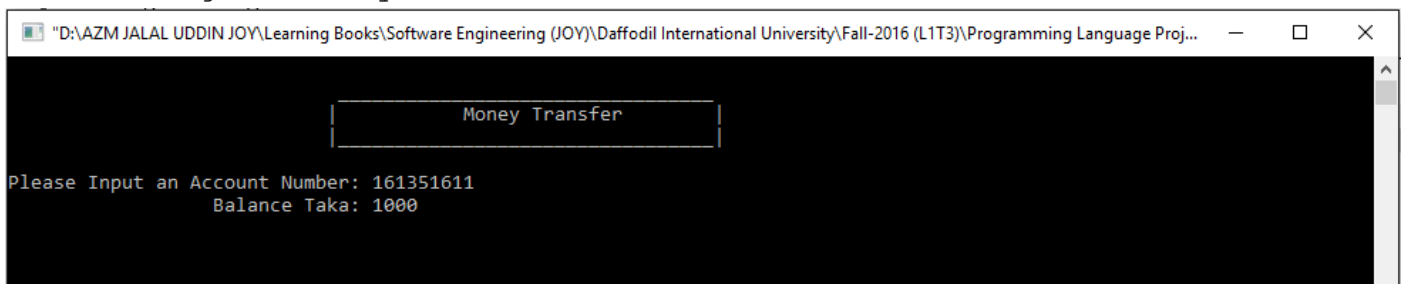 "D:\AZM JALAL UDDIN JOY\Learning Books\Software Engineering (JOY)\Daffodil International University\Fall-2016 (L1T3)\Programming Language Proj...
Money Transfer
Please Input an Account Number: 161351611
Balance Taka: 1000